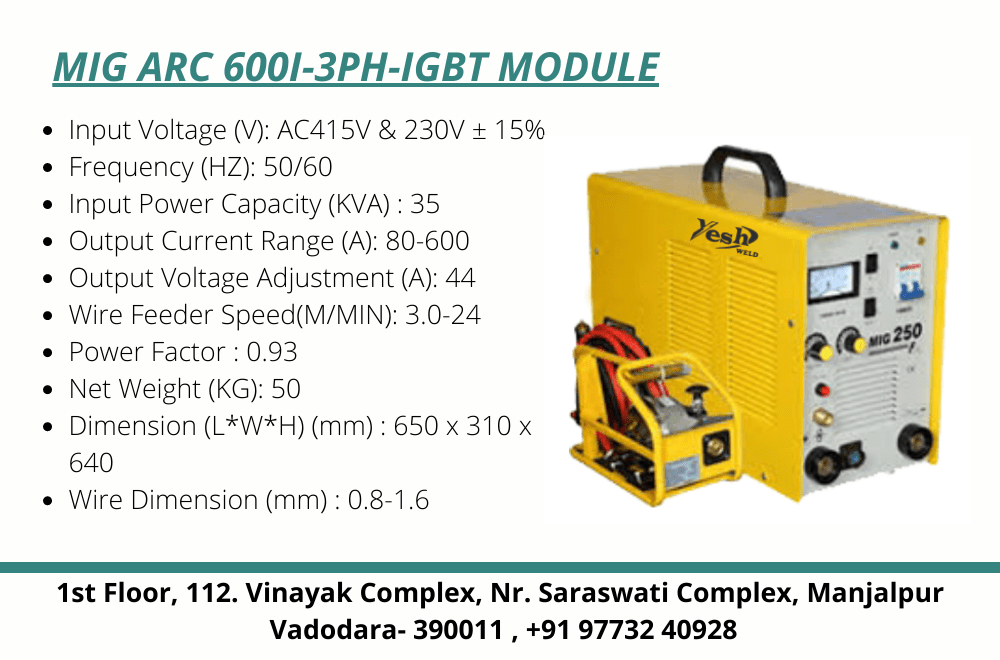 MIG ARC 600I-3PH-IGBT MODULE
• Input Voltage (V): AC415V & 230V ± 15%
• Frequency (HZ): 50/60
• Input Power Capacity (KVA) : 35
• Output Current Range (A): 80-600
• Output Voltage Adjustment (A): 44
• Wire Feeder Speed(M/MIN): 3.0-24
• Power Factor : 0.93
• Net Weight (KG): 50
• Dimension (L*W*H) (mm) : 650 x 310 x
640
• Wire Dimension (mm) : 0.8-1.6
Yesh
WELD
MIG 250
1st Floor, 112. Vinayak Complex, Nr. Saraswati Complex, Manjalpur
Vadodara- 390011 , +91 97732 40928